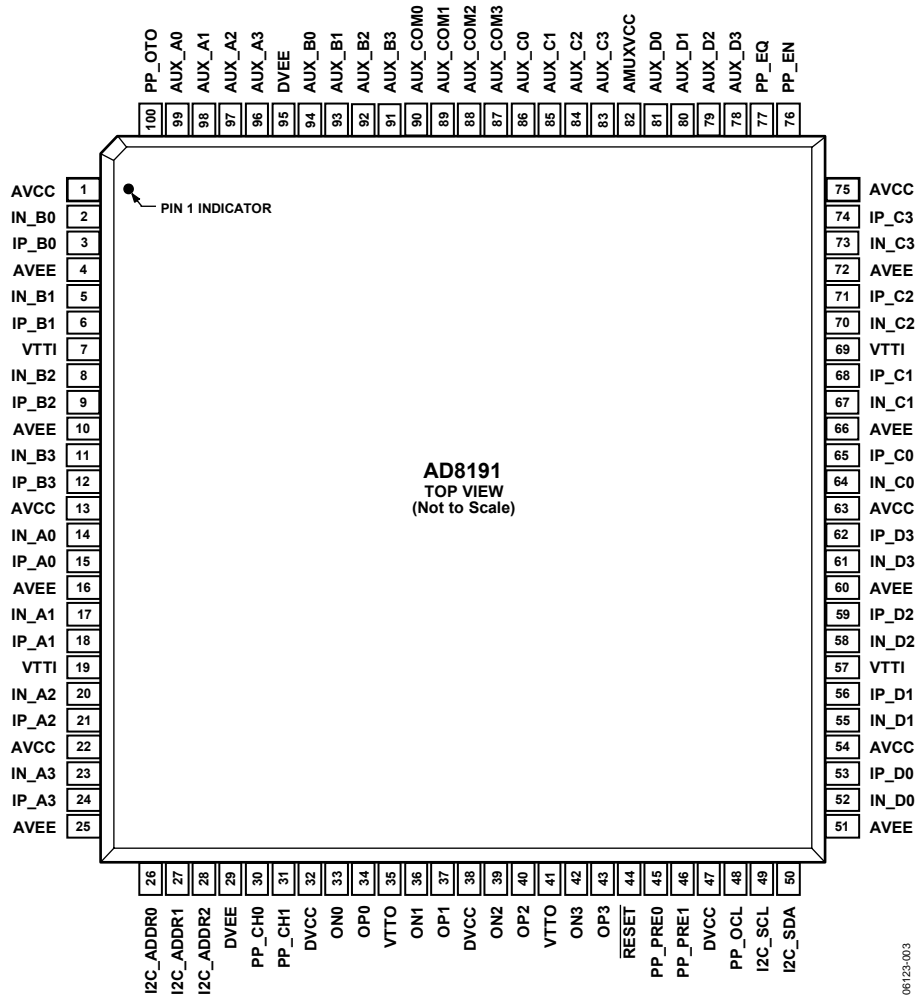 PP_OTO AUX_A0 AUX_A1 AUX_A2 AUX_A3 DVEE AUX_B0 AUX_B1 AUX_B2 AUX_B3 AUX_COM0 AUX_COM1 AUX_COM2 AUX_COM3 AUX_C0 AUX_C1 AUX_C2 AUX_C3 AMUXVCC AUX_D0 AUX_D1 AUX_D2 AUX_D3 PP_EQ PP_EN
100 99 98 97 96 95 94 93 92 91 90 89 88 87 86 85 84 83 82 81 80 79 78 77 76
AVCC 1
IN_B0 2
IP_B0 3
AVEE 4
IN_B1 5
IP_B1 6
VTTI 7
IN_B2 8
IP_B2 9
AVEE 10
IN_B3 11
IP_B3 12
AVCC 13
IN_A0 14
IP_A0 15
AVEE 16
IN_A1 17
IP_A1 18
VTTI 19
IN_A2 20
IP_A2 21
AVCC 22
IN_A3 23
IP_A3 24
AVEE 25
PIN 1 INDICATOR
AD8191
TOP VIEW
(Not to Scale)
75 AVCC
74 IP_C3
73 IN_C3
72 AVEE
71 IP_C2
70 IN_C2
69 VTTI
68 IP_C1
67 IN_C1
66 AVEE
65 IP_C0
64 IN_C0
63 AVCC
62 IP_D3
61 IN_D3
60 AVEE
59 IP_D2
58 IN_D2
57 VTTI
56 IP_D1
55 IN_D1
54 AVCC
53 IP_D0
52 IN_D0
51 AVEE
26 27 28 29 30 31 32 33 34 35 36 37 38 39 40 41 42 43 44 45 46 47 48 49 50
I2C_ADDR0 I2C_ADDR1 I2C_ADDR2 DVEE PP_CH0 PP_CH1 DVCC ON0 OP0 VTTO ON1 OP1 DVCC ON2 OP2 VTTO ON3 OP3 RESET PP_PRE0 PP_PRE1 DVCC PP_OCL I2C_SCL I2C_SDA
06123-003